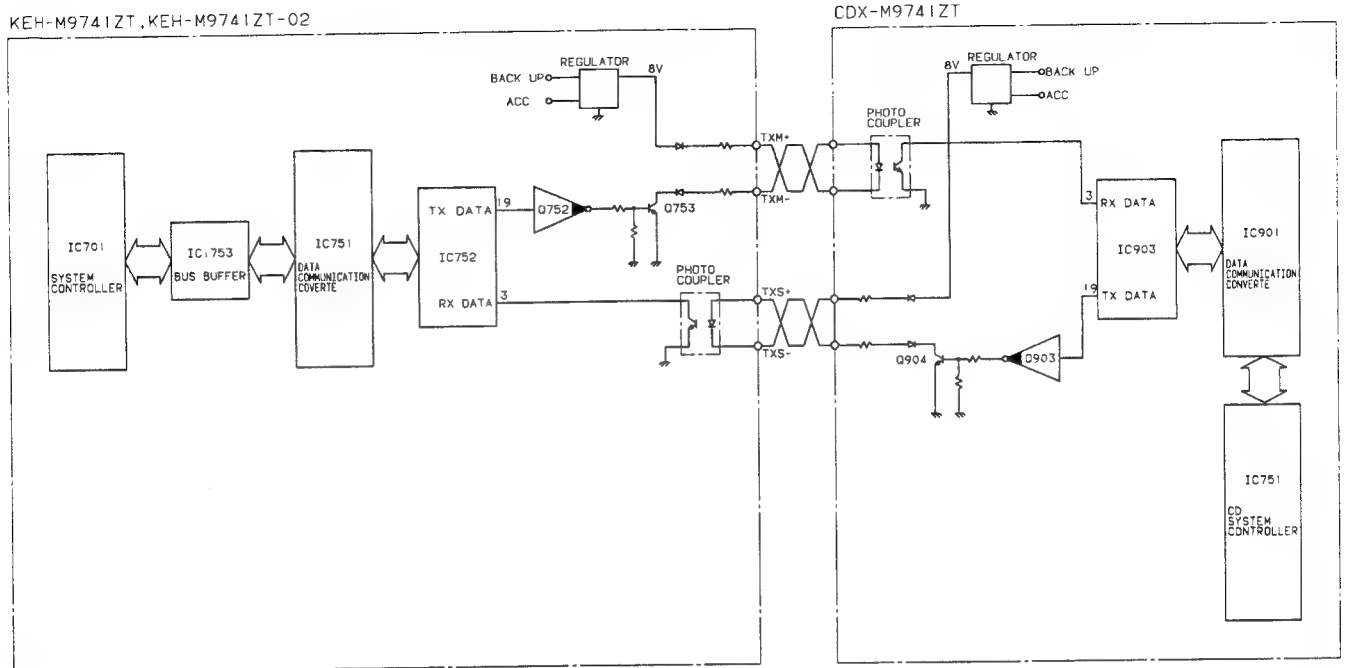 KEH-M9741ZT, KEH-M9741ZT-02
CDX-M9741ZT
REGULATOR
BACK UP
ACC
8V
REGULATOR
8V
BACK UP
ACC
PHOTO
COUPLER
TXM+
TXM-
IC701
SYSTEM
CONTROLLER
IC753
BUS BUFFER
IC751
DATA
COMMUNICATION
COVERTE
TX DATA
19
IC752
RX DATA
3
Q752
Q753
PHOTO
COUPLER
TXS+
TXS-
3
RX DATA
IC903
19
TX DATA
IC901
DATA
COMMUNICATION
CONVERTE
Q904
Q903
IC751
CD
SYSTEM
CONTROLLER